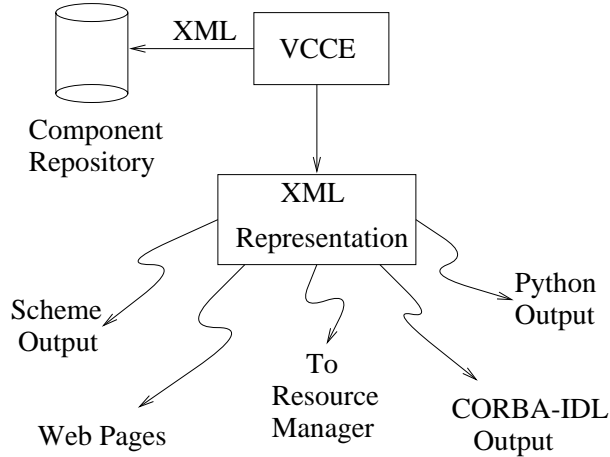 XML
VCCE
Component
Repository
XML
Representation
Scheme
Output
Web Pages
To
Resource
Manager
CORBA-IDL
Output
Python
Output